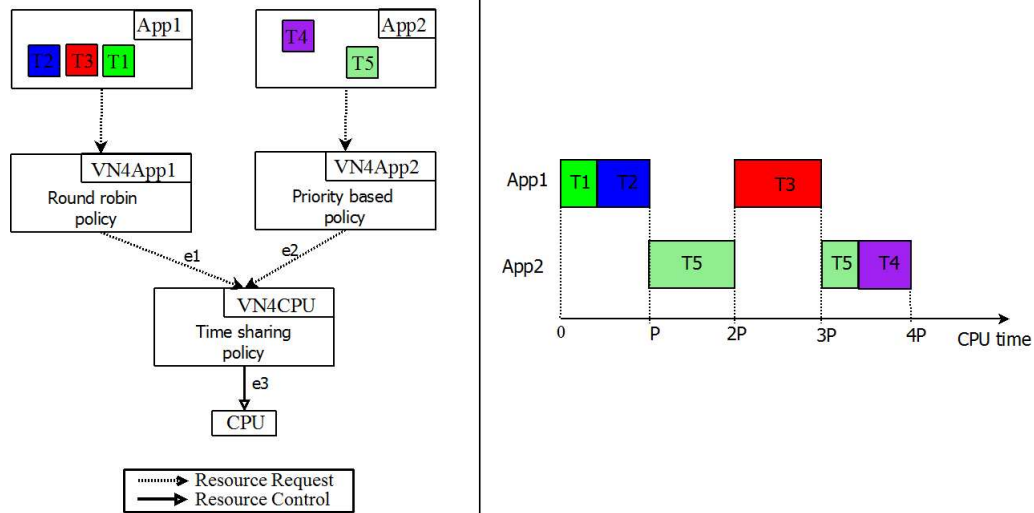 App1
T2 T3 T1
App2
T4
T5
VN4App1
Round robin
policy
VN4App2
Priority based
policy
e1
e2
VN4CPU
Time sharing
policy
e3
CPU
Resource Request
Resource Control
App1
T1 T2
T3
App2
T5
T5 T4
0 P 2P 3P 4P
CPU time